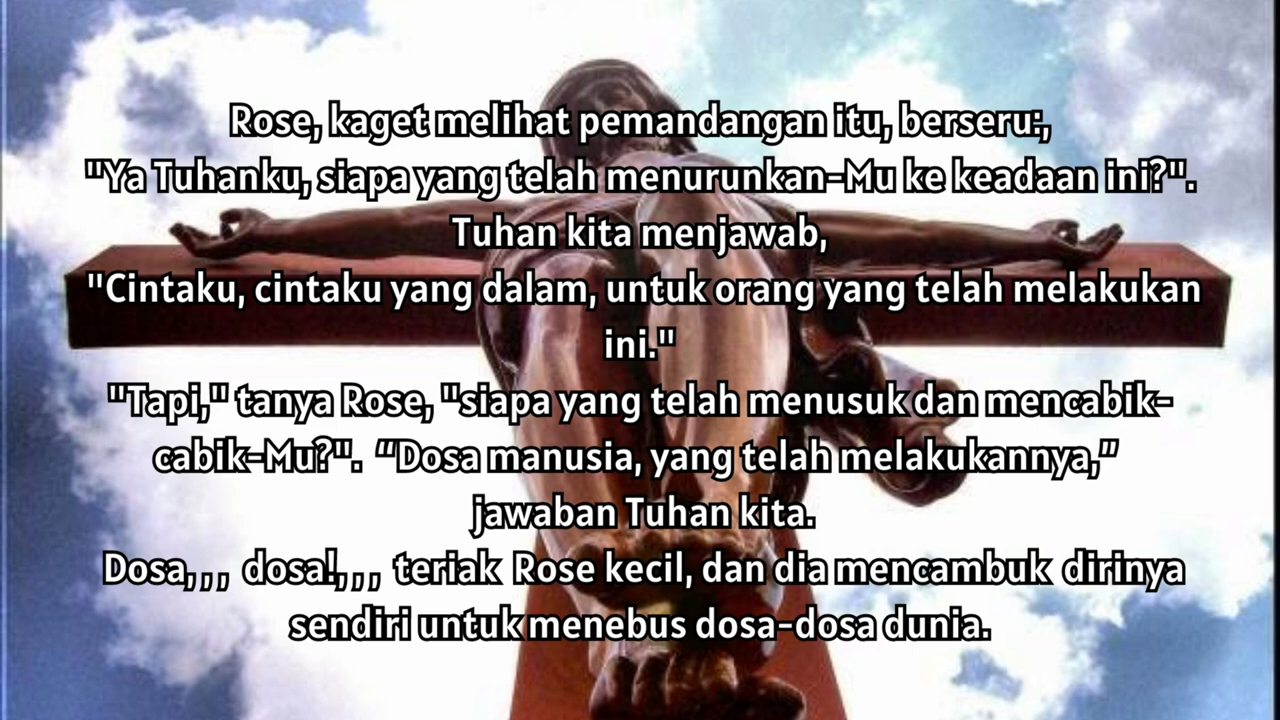 Rose, kaget melihat pemandangan itu, berseru:,
"Ya Tuhanku, siapa yang telah menurunkan-Mu ke keadaan ini?".
Tuhan kita menjawab,
"Cintaku, cintaku yang dalam, untuk orang yang telah melakukan
ini."
"Tapi," tanya Rose, "siapa yang telah menusuk dan mencabik-
cabik-Mu?". “Dosa manusia, yang telah melakukannya,”
jawaban Tuhan kita.
Dosa,,, dosa!,,, teriak Rose kecil, dan dia mencambuk dirinya
sendiri untuk menebus dosa-dosa dunia.